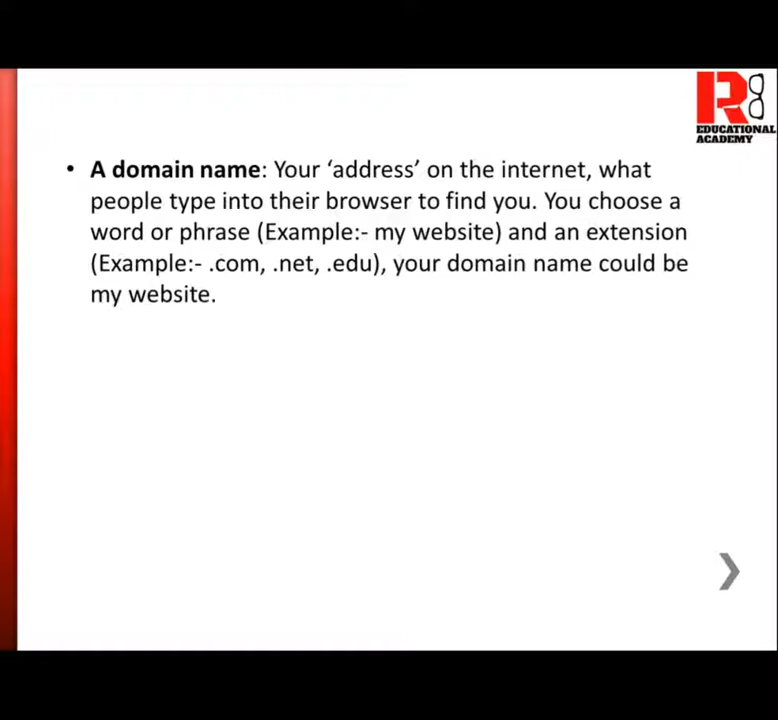 R
EDUCATIONAL
ACADEMY
• A domain name: Your ‘address’ on the internet, what
people type into their browser to find you. You choose a
word or phrase (Example:- my website) and an extension
(Example:- .com, .net, .edu), your domain name could be
my website.